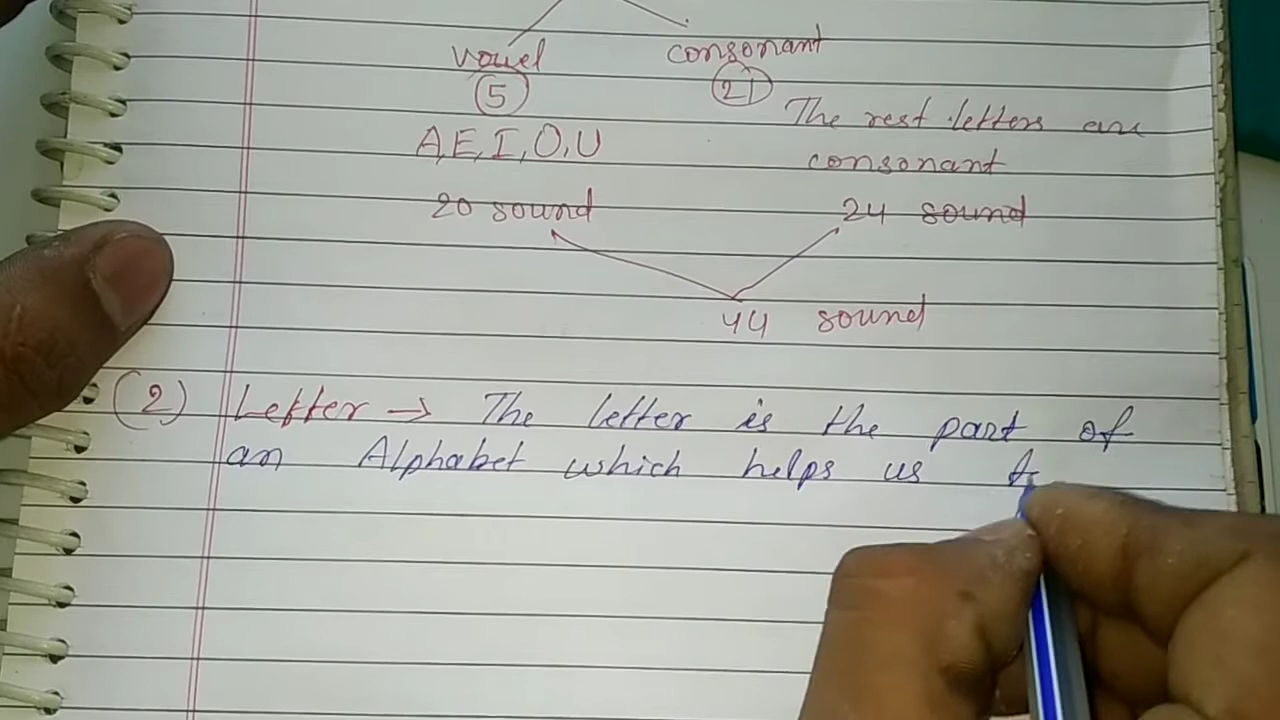 vowel consonant
5 21
The rest letters are
A, E, I, O, U
consonant
20 sound 24 sound
44 sound
(2) Letter → The letter is the part of
an Alphabet which helps us